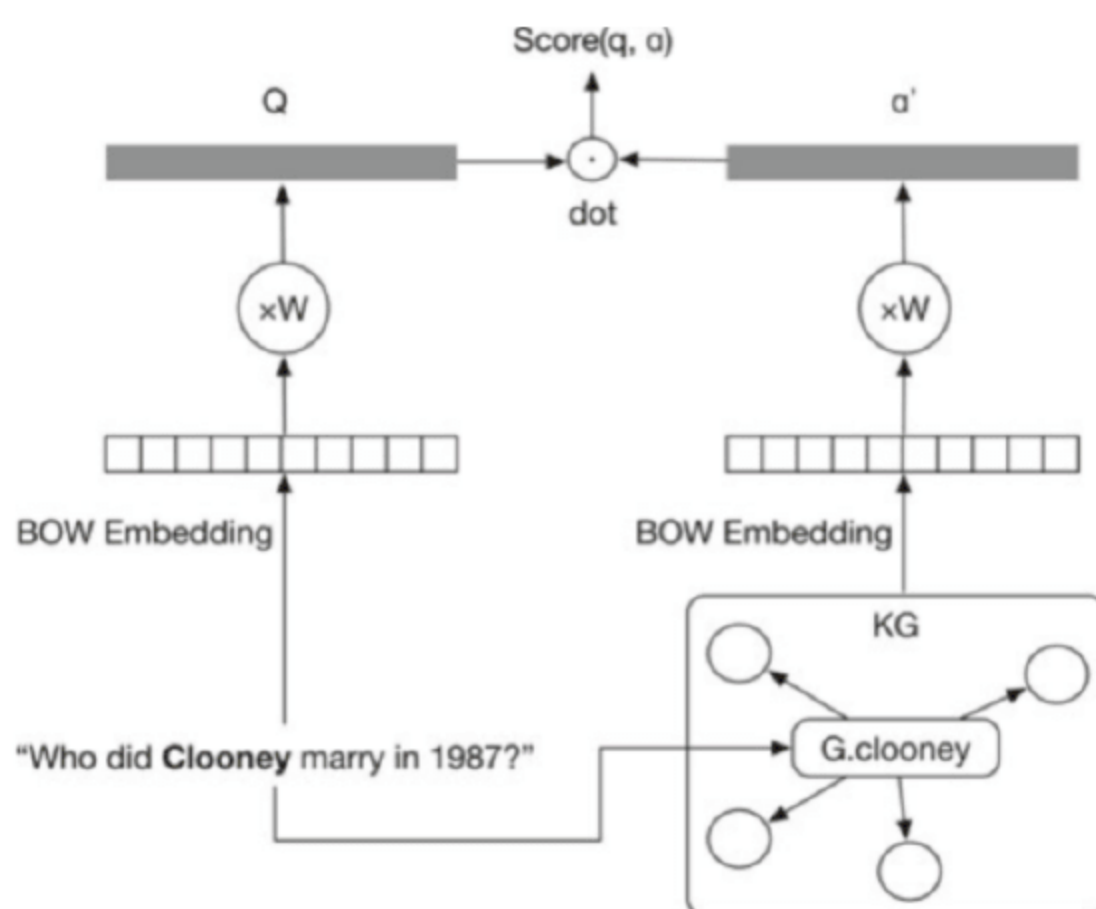 Score(q, a)
Q
a'
dot
×W
×W
BOW Embedding
BOW Embedding
KG
"Who did Clooney marry in 1987?"
G.clooney